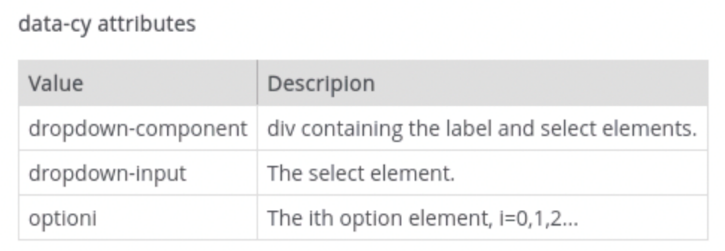 data-cy attributes
Value Descripion
dropdown-component div containing the label and select elements.
dropdown-input The select element.
optioni The ith option element, i=0,1,2...